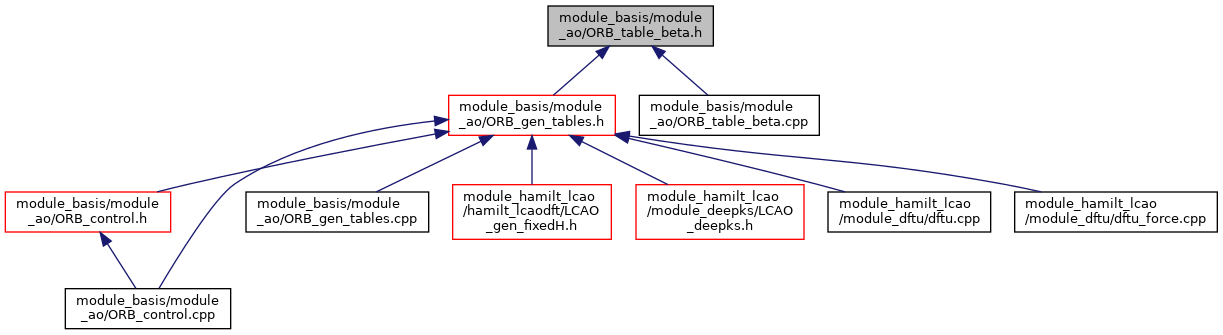 module_basis/module
_ao/ORB_table_beta.h
module_basis/module
_ao/ORB_gen_tables.h
module_basis/module
_ao/ORB_table_beta.cpp
module_basis/module
_ao/ORB_control.h
module_basis/module
_ao/ORB_gen_tables.cpp
module_hamilt_lcao
/hamilt_lcaodft/LCAO
_gen_fixedH.h
module_hamilt_lcao
/module_deepks/LCAO
_deepks.h
module_hamilt_lcao
/module_dftu/dftu.cpp
module_hamilt_lcao
/module_dftu/dftu_force.cpp
module_basis/module
_ao/ORB_control.cpp